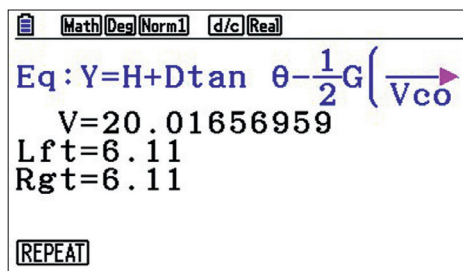 Math Deg Norm1 d/c Real
Eq:Y=H+Dtan θ-1/2G(‾Vco
V=20.01656959
Lft=6.11
Rgt=6.11
REPEAT